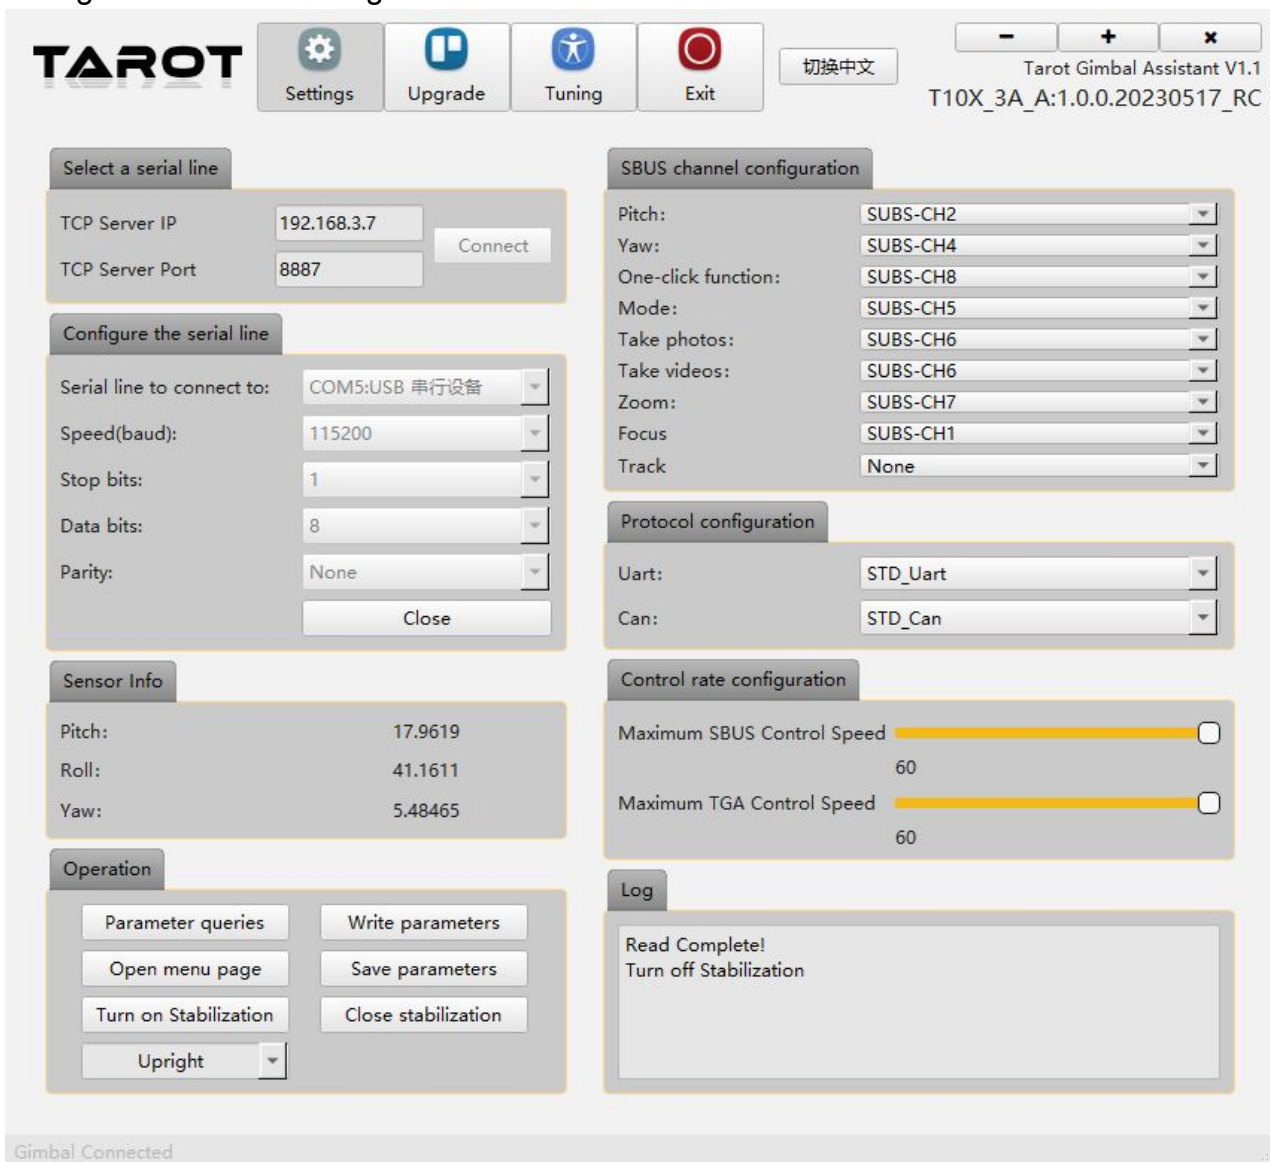 TAROT
Settings
Upgrade
Tuning
Exit
切换中文
Tarot Gimbal Assistant V1.1
T10X_3A_A:1.0.0.20230517_RC
Select a serial line
TCP Server IP 192.168.3.7
Connect
TCP Server Port 8887
Configure the serial line
Serial line to connect to: COM5:USB 串行设备
Speed(baud): 115200
Stop bits: 1
Data bits: 8
Parity: None
Close
Sensor Info
Pitch: 17.9619
Roll: 41.1611
Yaw: 5.48465
Operation
Parameter queries Write parameters
Open menu page Save parameters
Turn on Stabilization Close stabilization
Upright
SBUS channel configuration
Pitch: SUBS-CH2
Yaw: SUBS-CH4
One-click function: SUBS-CH8
Mode: SUBS-CH5
Take photos: SUBS-CH6
Take videos: SUBS-CH6
Zoom: SUBS-CH7
Focus SUBS-CH1
Track None
Protocol configuration
Uart: STD_Uart
Can: STD_Can
Control rate configuration
Maximum SBUS Control Speed
60
Maximum TGA Control Speed
60
Log
Read Complete!
Turn off Stabilization
Gimbal Connected